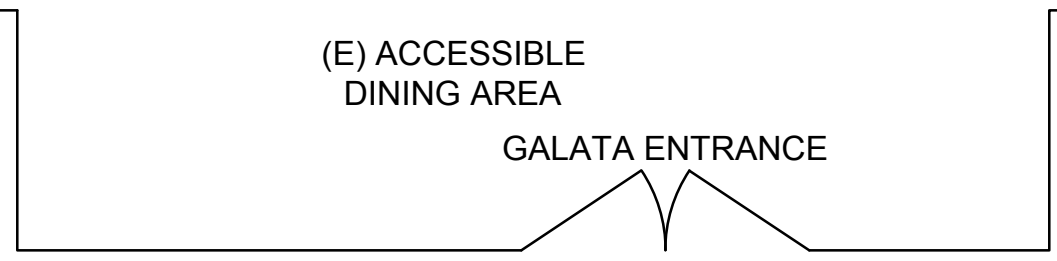 (E) ACCESSIBLE
DINING AREA
GALATA ENTRANCE